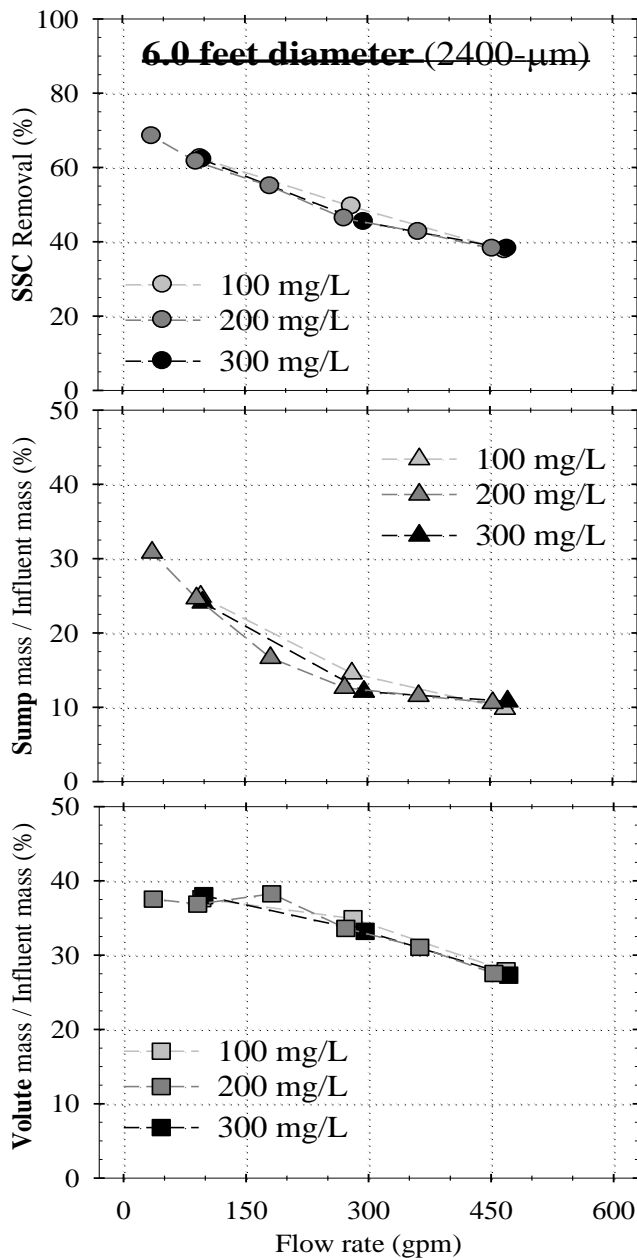 6.0 feet diameter (2400-μm)
SSC Removal (%)
100
80
60
40
20
0
100 mg/L
200 mg/L
300 mg/L
Sump mass / Influent mass (%)
50
40
30
20
10
0
100 mg/L
200 mg/L
300 mg/L
Volute mass / Influent mass (%)
50
40
30
20
10
0
100 mg/L
200 mg/L
300 mg/L
0 150 300 450 600
Flow rate (gpm)